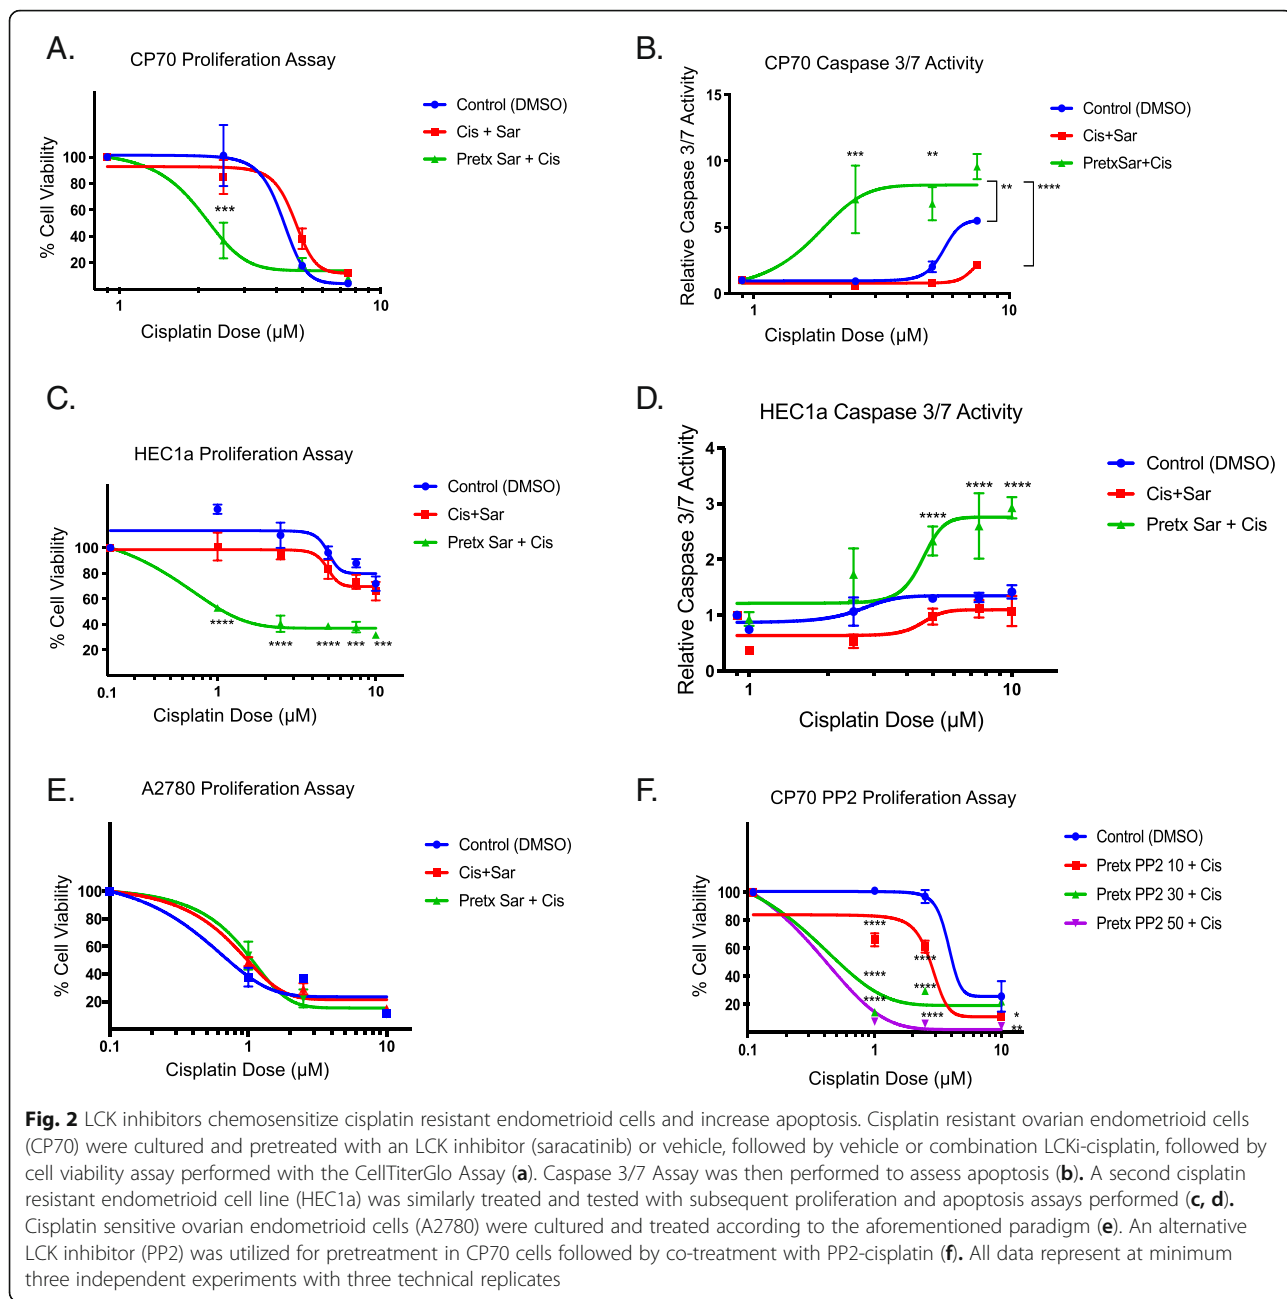 A.
CP70 Proliferation Assay
% Cell Viability
100
80
60
40
20
***
1
10
Cisplatin Dose (µM)
Control (DMSO)
Cis + Sar
Pretx Sar + Cis
B.
CP70 Caspase 3/7 Activity
Relative Caspase 3/7 Activity
15
10
5
0
***
**
**
****
1
10
Cisplatin Dose (µM)
Control (DMSO)
Cis+Sar
PretxSar+Cis
C.
HEC1a Proliferation Assay
% Cell Viability
100
80
60
40
20
****
****
****
***
***
0.1
1
10
Cisplatin Dose (µM)
Control (DMSO)
Cis+Sar
Pretx Sar + Cis
D.
HEC1a Caspase 3/7 Activity
Relative Caspase 3/7 Activity
4
3
2
1
0
****
****
****
1
10
Cisplatin Dose (µM)
Control (DMSO)
Cis+Sar
Pretx Sar + Cis
E.
A2780 Proliferation Assay
% Cell Viability
100
80
60
40
20
0.1
1
10
Cisplatin Dose (µM)
Control (DMSO)
Cis+Sar
Pretx Sar + Cis
F.
CP70 PP2 Proliferation Assay
% Cell Viability
100
80
60
40
20
****
****
****
****
****
****
*
**
0.1
1
10
Cisplatin Dose (µM)
Control (DMSO)
Pretx PP2 10 + Cis
Pretx PP2 30 + Cis
Pretx PP2 50 + Cis
Fig. 2 LCK inhibitors chemosensitize cisplatin resistant endometrioid cells and increase apoptosis. Cisplatin resistant ovarian endometrioid cells
(CP70) were cultured and pretreated with an LCK inhibitor (saracatinib) or vehicle, followed by vehicle or combination LCKi-cisplatin, followed by
cell viability assay performed with the CellTiterGlo Assay (a). Caspase 3/7 Assay was then performed to assess apoptosis (b). A second cisplatin
resistant endometrioid cell line (HEC1a) was similarly treated and tested with subsequent proliferation and apoptosis assays performed (c, d).
Cisplatin sensitive ovarian endometrioid cells (A2780) were cultured and treated according to the aforementioned paradigm (e). An alternative
LCK inhibitor (PP2) was utilized for pretreatment in CP70 cells followed by co-treatment with PP2-cisplatin (f). All data represent at minimum
three independent experiments with three technical replicates